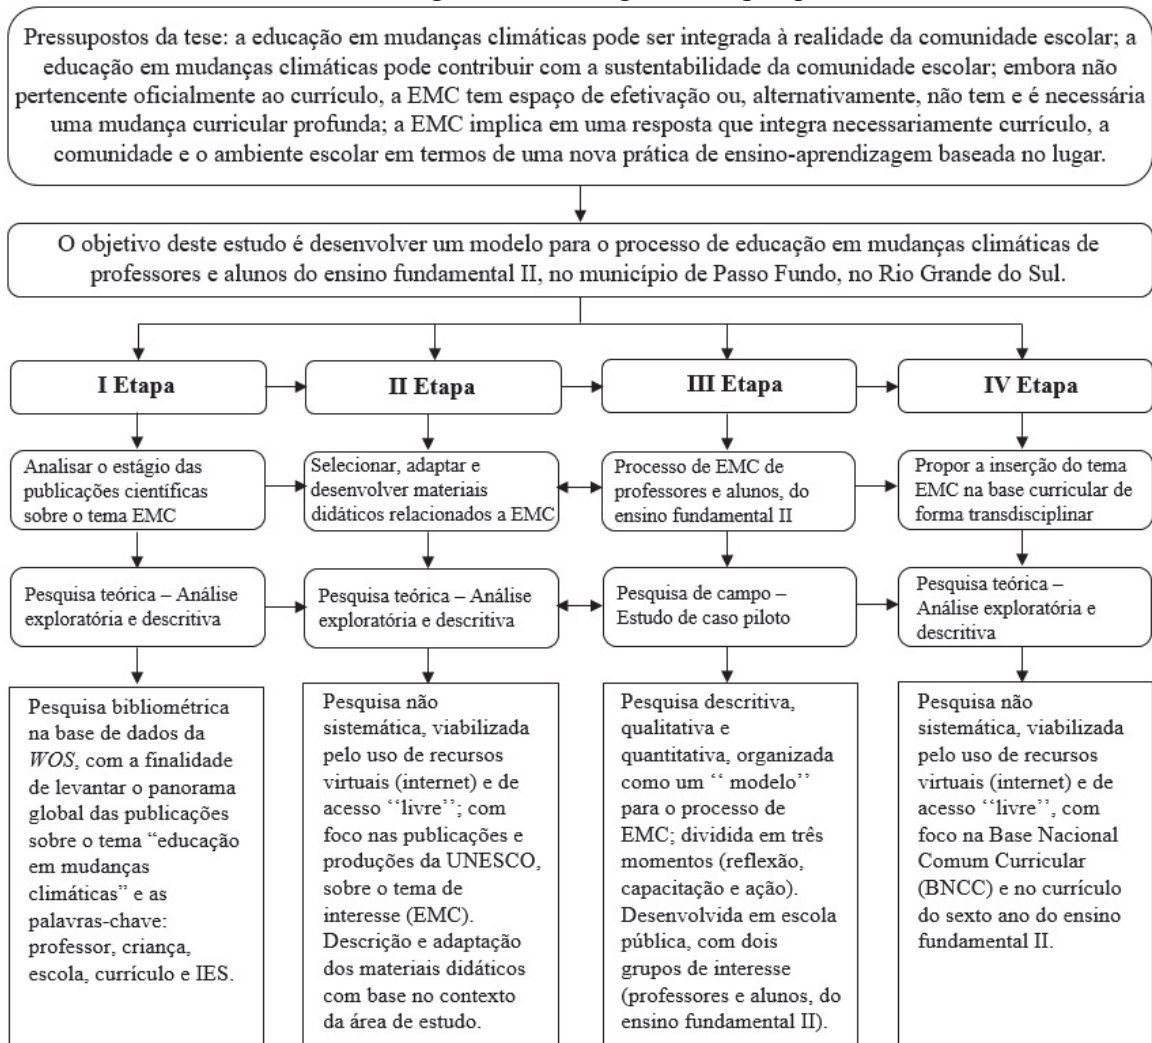 Pressupostos da tese: a educação em mudanças climáticas pode ser integrada à realidade da comunidade escolar; a
educação em mudanças climáticas pode contribuir com a sustentabilidade da comunidade escolar; embora não
pertencente oficialmente ao currículo, a EMC tem espaço de efetivação ou, alternativamente, não tem e é necessária
uma mudança curricular profunda; a EMC implica em uma resposta que integra necessariamente currículo, a
comunidade e o ambiente escolar em termos de uma nova prática de ensino-aprendizagem baseada no lugar.
O objetivo deste estudo é desenvolver um modelo para o processo de educação em mudanças climáticas de
professores e alunos do ensino fundamental II, no município de Passo Fundo, no Rio Grande do Sul.
I Etapa
II Etapa
III Etapa
IV Etapa
Analisar o estágio das
publicações científicas
sobre o tema EMC
Selecionar, adaptar e
desenvolver materiais
didáticos relacionados a EMC
Processo de EMC de
professores e alunos, do
ensino fundamental II
Propor a inserção do tema
EMC na base curricular de
forma transdisciplinar
Pesquisa teórica – Análise
exploratória e descritiva
Pesquisa teórica – Análise
exploratória e descritiva
Pesquisa de campo –
Estudo de caso piloto
Pesquisa teórica –
Análise exploratória e
descritiva
Pesquisa bibliométrica
na base de dados da
WOS, com a finalidade
de levantar o panorama
global das publicações
sobre o tema “educação
em mudanças
climáticas” e as
palavras-chave:
professor, criança,
escola, currículo e IES.
Pesquisa não
sistemática, viabilizada
pelo uso de recursos
virtuais (internet) e de
acesso ‘‘livre’’; com
foco nas publicações e
produções da UNESCO,
sobre o tema de
interesse (EMC).
Descrição e adaptação
dos materiais didáticos
com base no contexto
da área de estudo.
Pesquisa descritiva,
qualitativa e
quantitativa, organizada
como um ‘‘ modelo’’
para o processo de
EMC; dividida em três
momentos (reflexão,
capacitação e ação).
Desenvolvida em escola
pública, com dois
grupos de interesse
(professores e alunos, do
ensino fundamental II).
Pesquisa não
sistemática, viabilizada
pelo uso de recursos
virtuais (internet) e de
acesso ‘‘livre’’, com
foco na Base Nacional
Comum Curricular
(BNCC) e no currículo
do sexto ano do ensino
fundamental II.